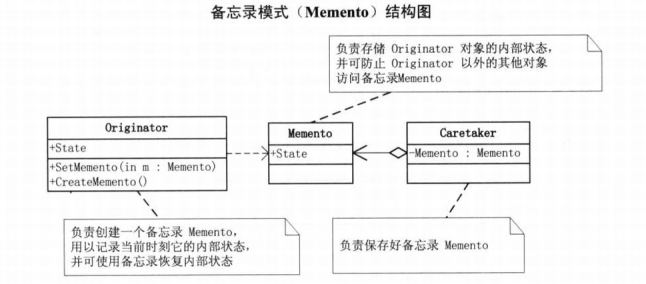 备忘录模式（Memento）结构图
负责存储 Originator 对象的内部状态，
并可防止 Originator 以外的其他对象
访问备忘录Memento
Originator
+State
+SetMemento(in m : Memento)
+CreateMemento()
Memento
+State
Caretaker
-Memento : Memento
负责创建一个备忘录 Memento，
用以记录当前时刻它的内部状态，
并可使用备忘录恢复内部状态
负责保存好备忘录 Memento